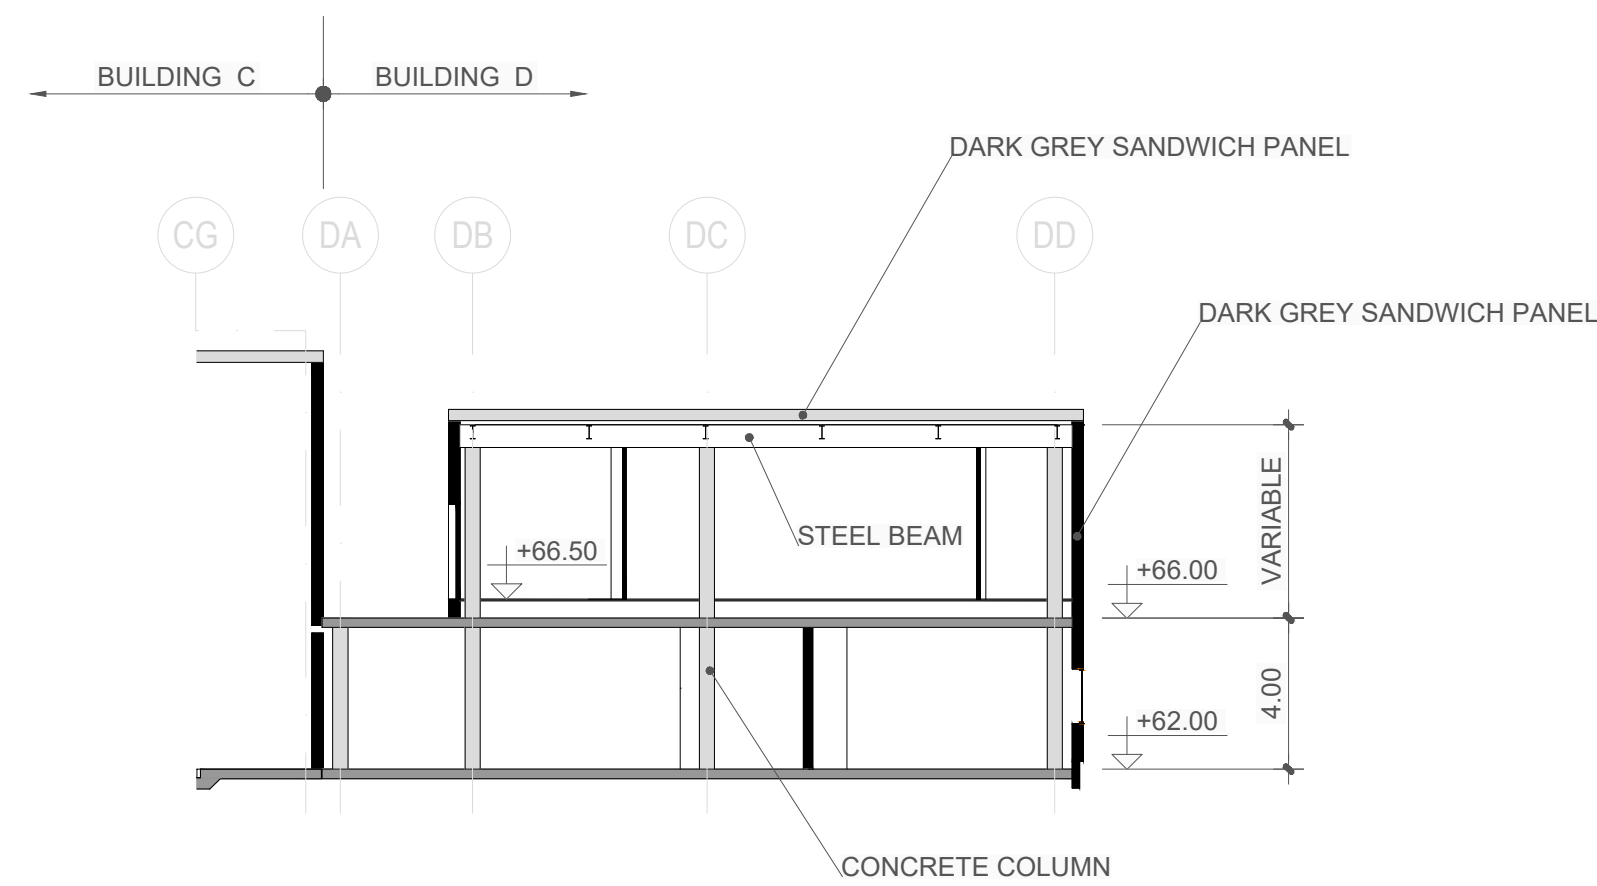 BUILDING C
BUILDING D
DARK GREY SANDWICH PANEL
CG
DA
DB
DC
DD
DARK GREY SANDWICH PANEL
STEEL BEAM
VARIABLE
+66.50
+66.00
4.00
+62.00
CONCRETE COLUMN